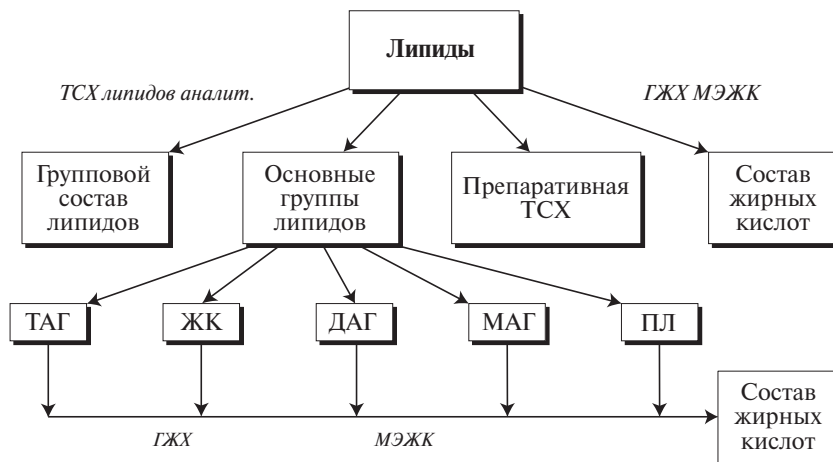 Липиды
ТСХ липидов аналит.
ГЖХ МЭЖК
Групповой
состав
липидов
Основные
группы
липидов
Препаративная
ТСХ
Состав
жирных
кислот
ТАГ
ЖК
ДАГ
МАГ
ПЛ
Состав
жирных
кислот
ГЖХ
МЭЖК